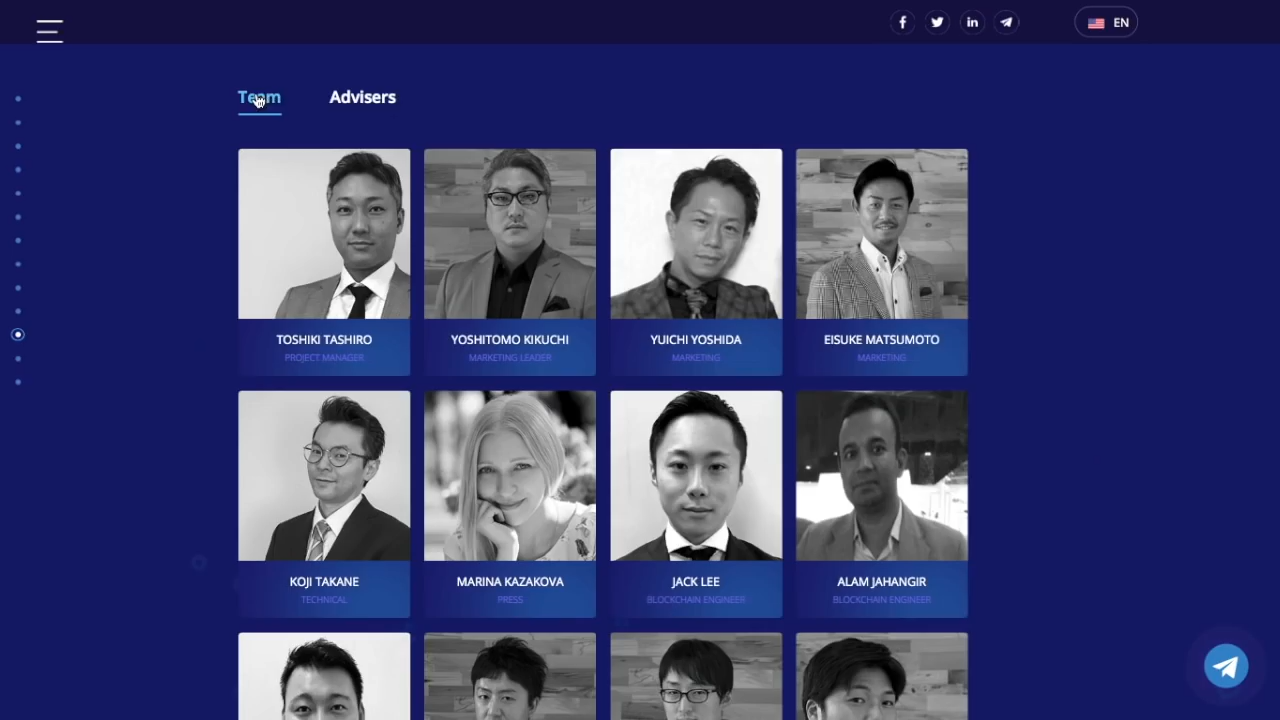 EN
Team Advisers
TOSHIKI TASHIRO
PROJECT MANAGER
YOSHITOMO KIKUCHI
MARKETING LEADER
YUICHI YOSHIDA
MARKETING
EISUKE MATSUMOTO
MARKETING
KOJI TAKANE
TECHNICAL
MARINA KAZAKOVA
PRESS
JACK LEE
BLOCKCHAIN ENGINEER
ALAM JAHANGIR
BLOCKCHAIN ENGINEER